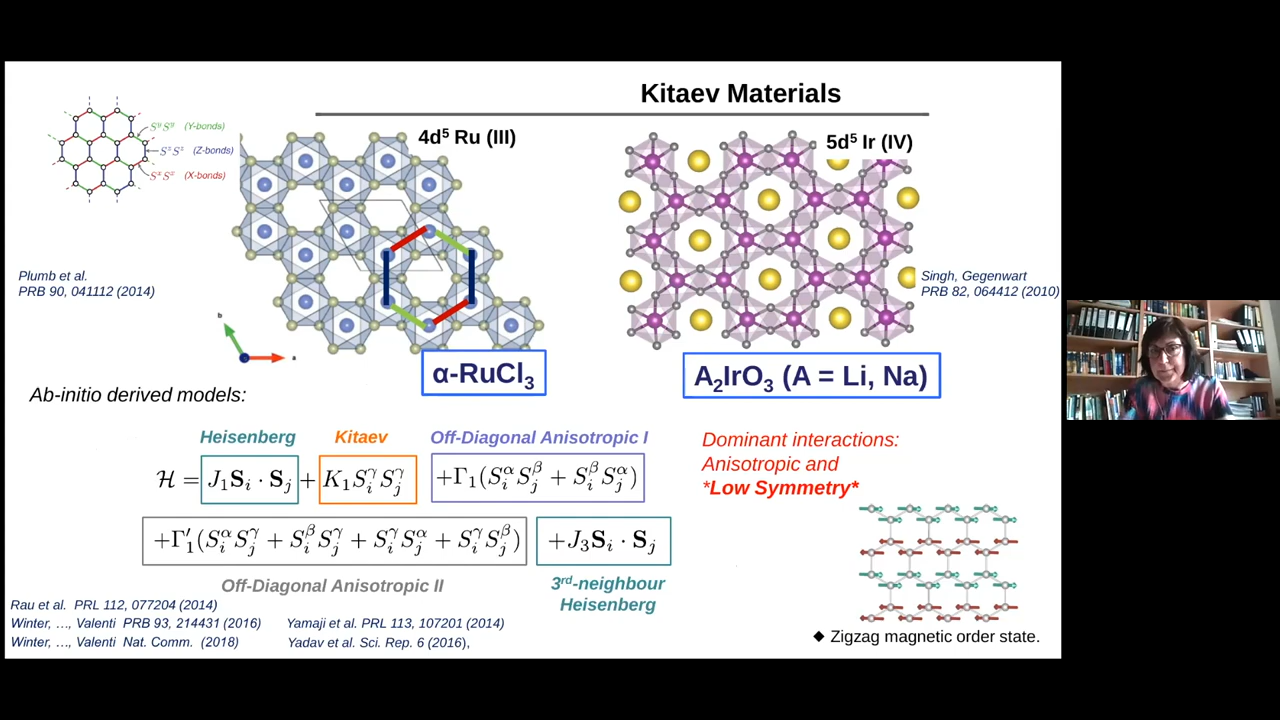 Kitaev Materials
S^y S^y (Y-bonds)
S^z S^z (Z-bonds)
S^x S^x (X-bonds)
4d⁵ Ru (III)
5d⁵ Ir (IV)
Plumb et al.
PRB 90, 041112 (2014)
Singh, Gegenwart
PRB 82, 064412 (2010)
b
a
α-RuCl₃
A₂IrO₃ (A = Li, Na)
Ab-initio derived models:
Heisenberg Kitaev Off-Diagonal Anisotropic I
ℋ = J₁S_i · S_j + K₁S_i^γ S_j^γ +Γ₁(S_i^α S_j^β + S_i^β S_j^α)
+Γ′₁(S_i^α S_j^γ + S_i^β S_j^γ + S_i^γ S_j^α + S_i^γ S_j^β) +J₃S_i · S_j
Off-Diagonal Anisotropic II
3rd-neighbour
Heisenberg
Dominant interactions:
Anisotropic and
*Low Symmetry*
Rau et al. PRL 112, 077204 (2014)
Winter, ..., Valenti PRB 93, 214431 (2016) Yamaji et al. PRL 113, 107201 (2014)
Winter, ..., Valenti Nat. Comm. (2018) Yadav et al. Sci. Rep. 6 (2016),
◆ Zigzag magnetic order state.